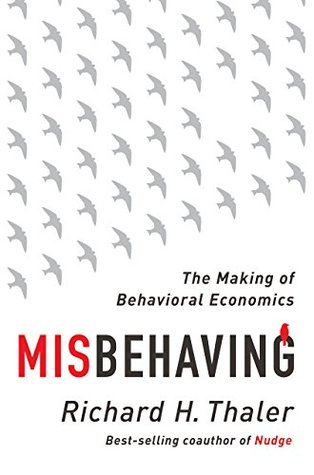 The Making of
Behavioral Economics
MISBEHAVING
Richard H. Thaler
Best-selling coauthor of Nudge